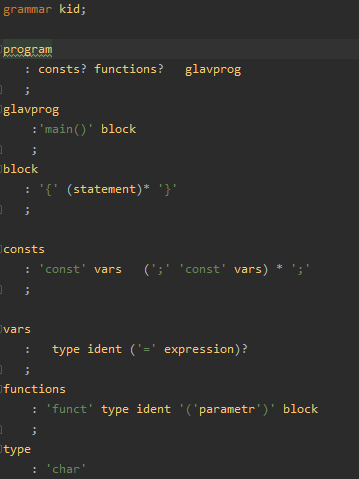 grammar kid;
program
: consts? functions? glavprog
;
glavprog
:'main()' block
;
block
: '{' (statement)* '}'
;
consts
: 'const' vars (';' 'const' vars) * ';'
;
vars
: type ident ('=' expression)?
;
functions
: 'funct' type ident '('parametr')' block
;
type
: 'char'